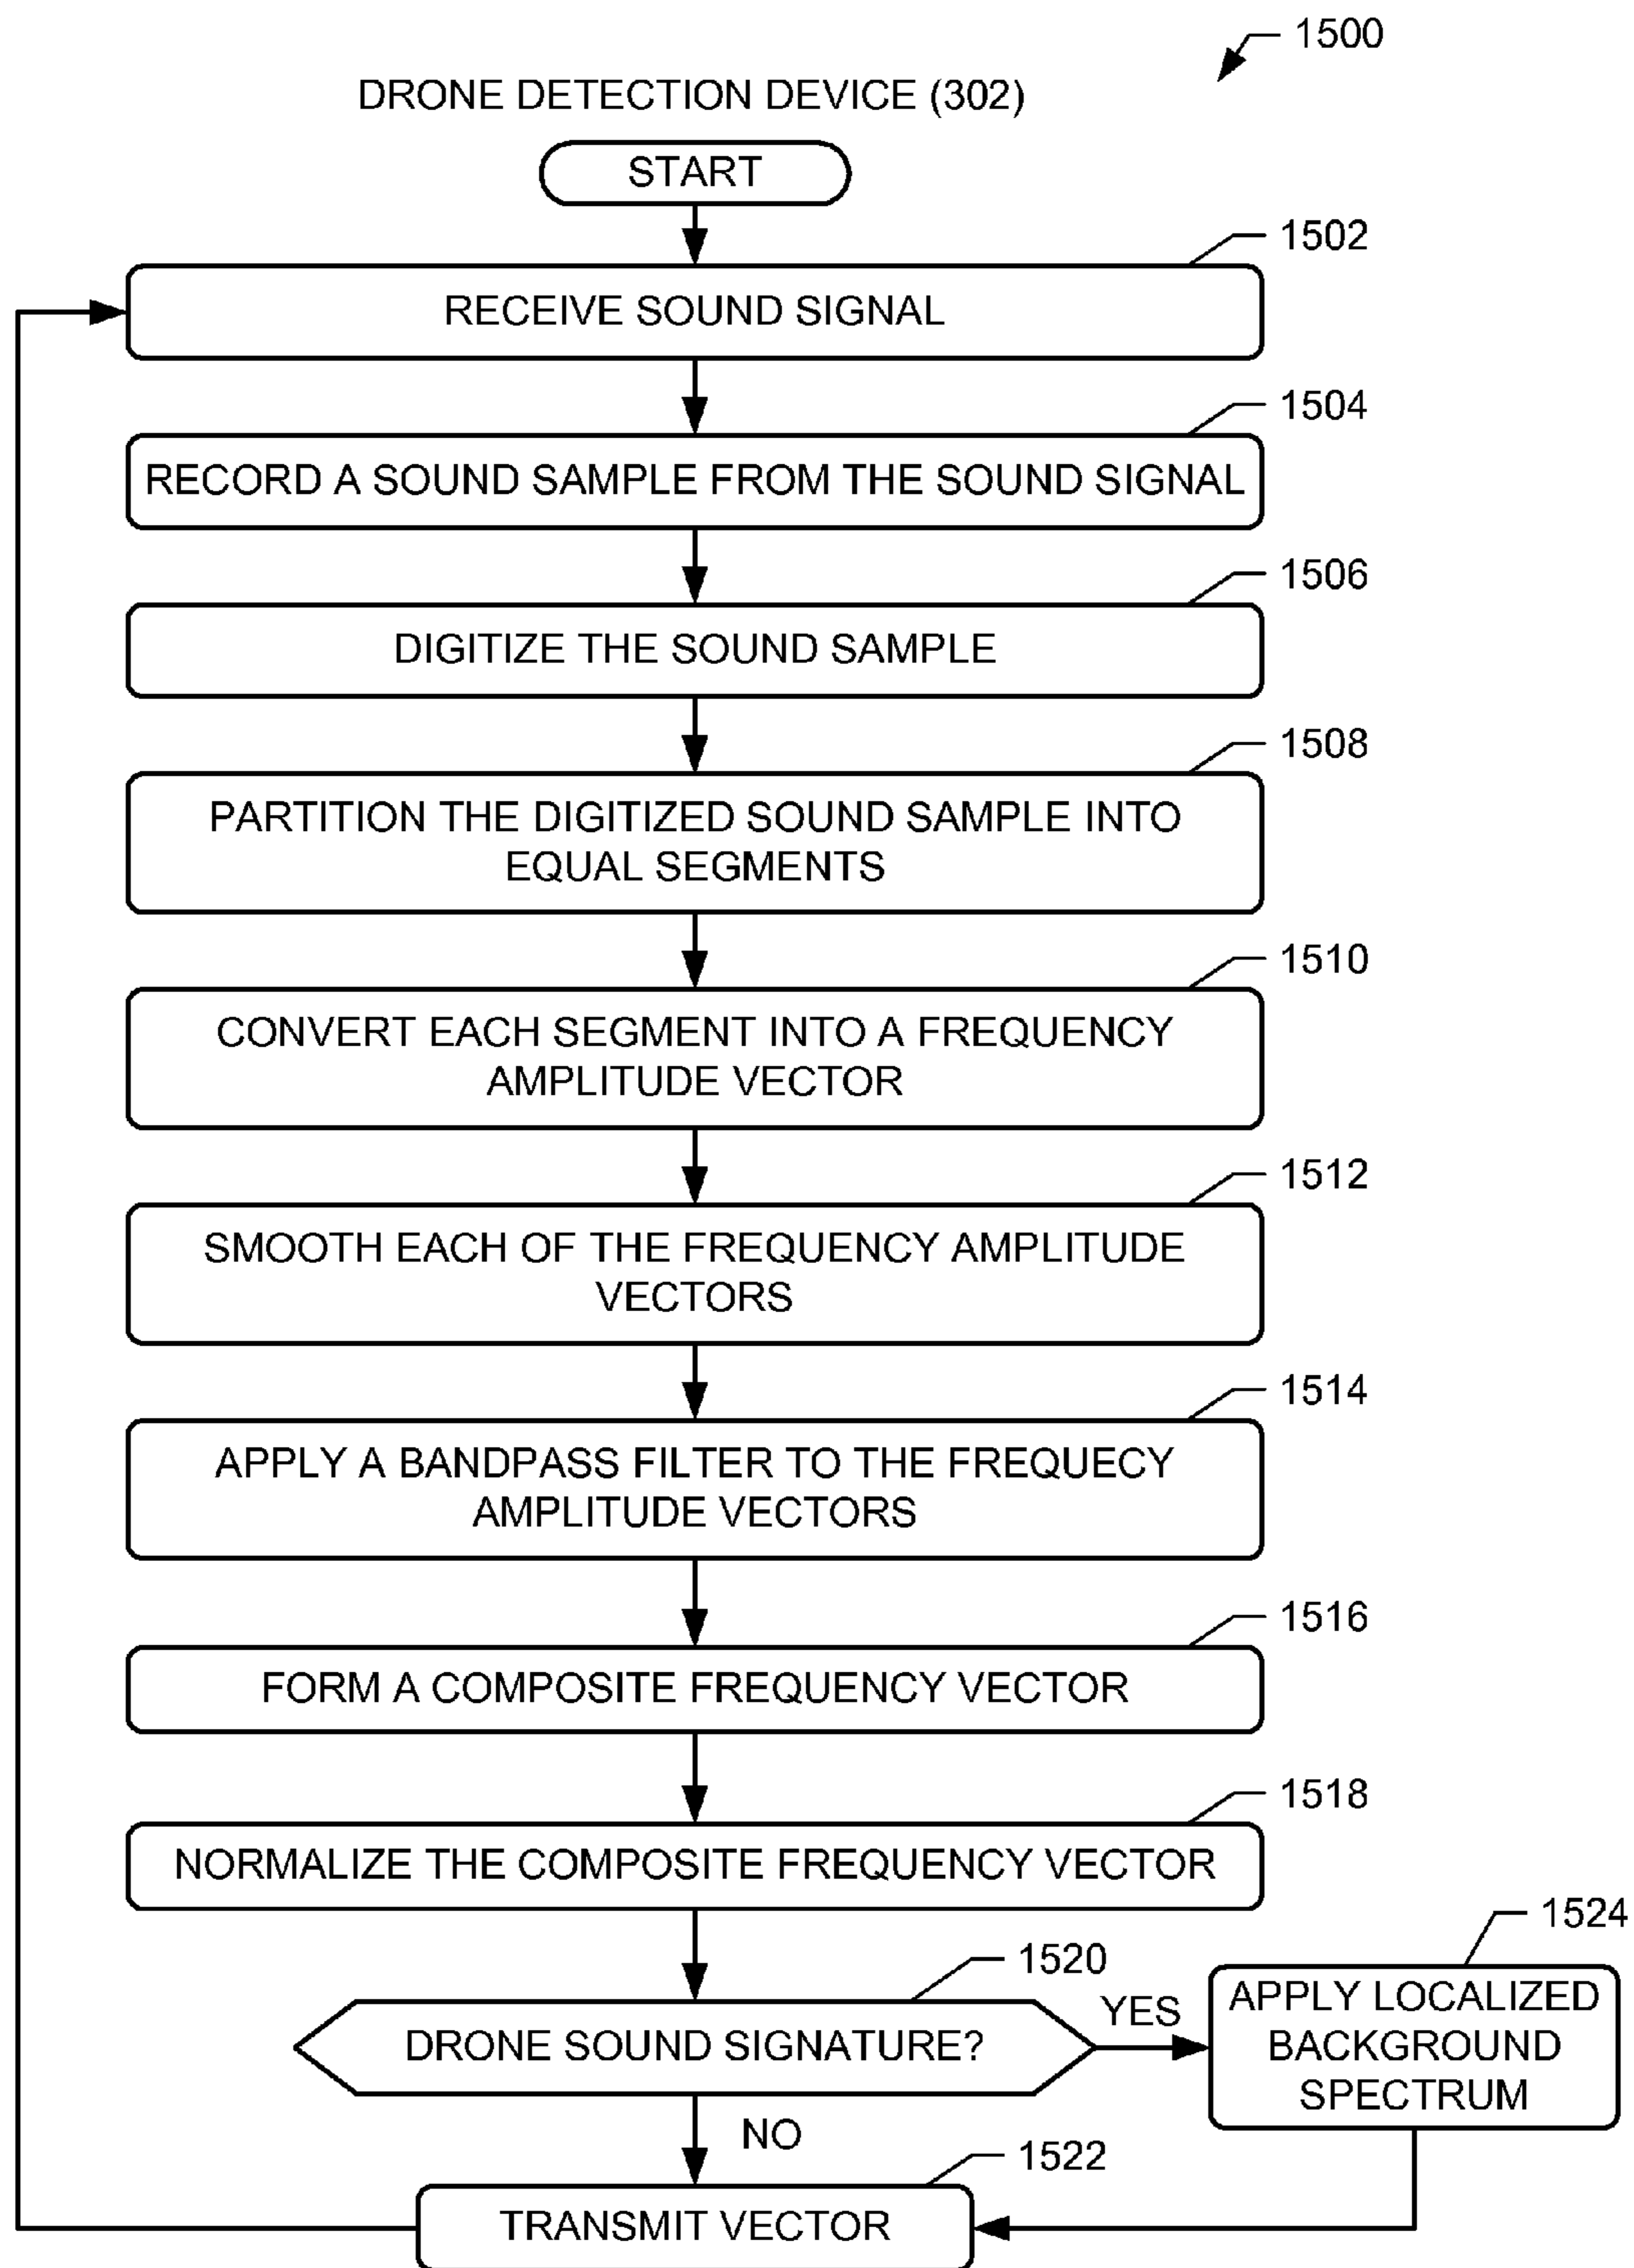 1500
DRONE DETECTION DEVICE (302)
START
1502
RECEIVE SOUND SIGNAL
1504
RECORD A SOUND SAMPLE FROM THE SOUND SIGNAL
1506
DIGITIZE THE SOUND SAMPLE
1508
PARTITION THE DIGITIZED SOUND SAMPLE INTO
EQUAL SEGMENTS
1510
CONVERT EACH SEGMENT INTO A FREQUENCY
AMPLITUDE VECTOR
1512
SMOOTH EACH OF THE FREQUENCY AMPLITUDE
VECTORS
1514
APPLY A BANDPASS FILTER TO THE FREQUECY
AMPLITUDE VECTORS
1516
FORM A COMPOSITE FREQUENCY VECTOR
1518
NORMALIZE THE COMPOSITE FREQUENCY VECTOR
1520
DRONE SOUND SIGNATURE?
YES
1524
APPLY LOCALIZED
BACKGROUND
SPECTRUM
NO
1522
TRANSMIT VECTOR